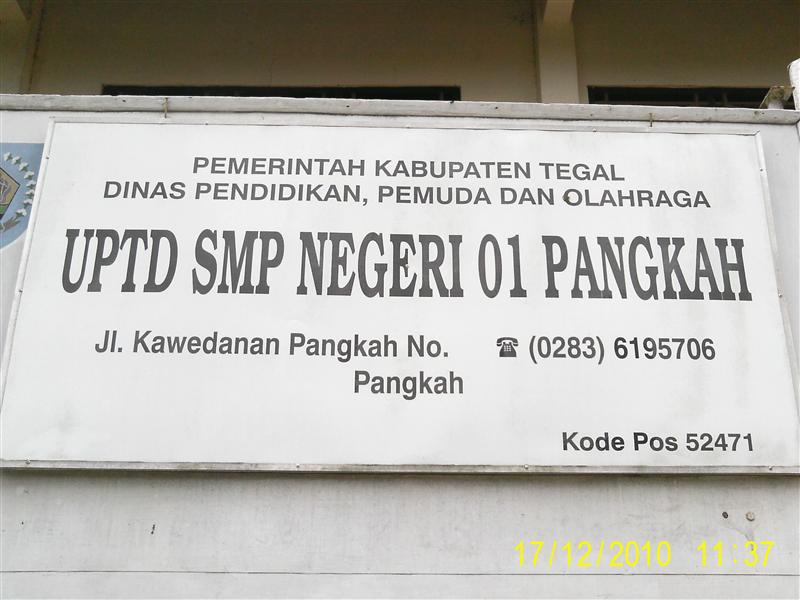 PEMERINTAH KABUPATEN TEGAL
DINAS PENDIDIKAN, PEMUDA DAN OLAHRAGA
UPTD SMP NEGERI 01 PANGKAH
Jl. Kawedanan Pangkah No. ☎ (0283) 6195706
Pangkah
Kode Pos 52471
17/12/2010 11:37